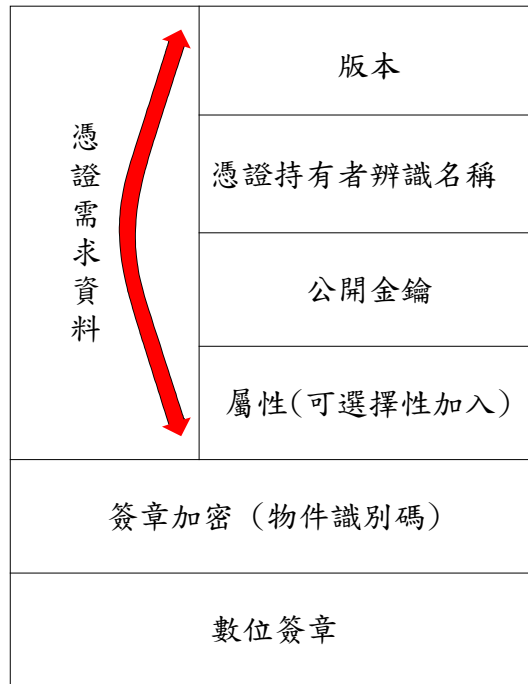 憑證需求資料
版本
憑證持有者辨識名稱
公開金鑰
屬性(可選擇性加入)
簽章加密 (物件識別碼)
數位簽章